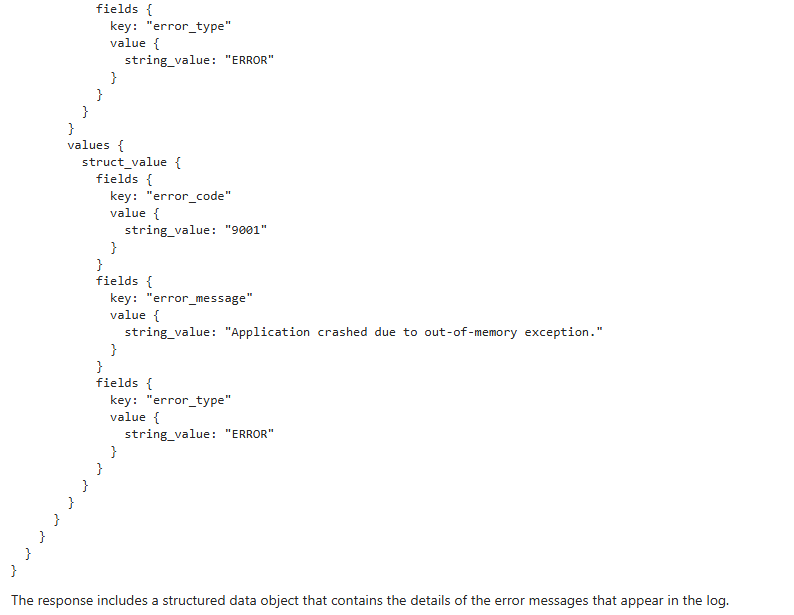 fields {
              key: "error_type"
              value {
                string_value: "ERROR"
              }
            }
          }
        }
        values {
          struct_value {
            fields {
              key: "error_code"
              value {
                string_value: "9001"
              }
            }
            fields {
              key: "error_message"
              value {
                string_value: "Application crashed due to out-of-memory exception."
              }
            }
            fields {
              key: "error_type"
              value {
                string_value: "ERROR"
              }
            }
          }
        }
      }
    }
  }
}
The response includes a structured data object that contains the details of the error messages that appear in the log.